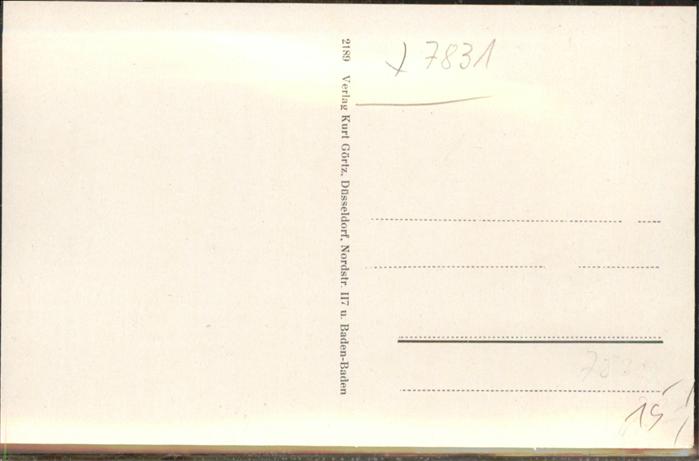 2189 Verlag Kurt Görtz, Düsseldorf, Nordstr. 117 u. Baden-Baden
7831
15